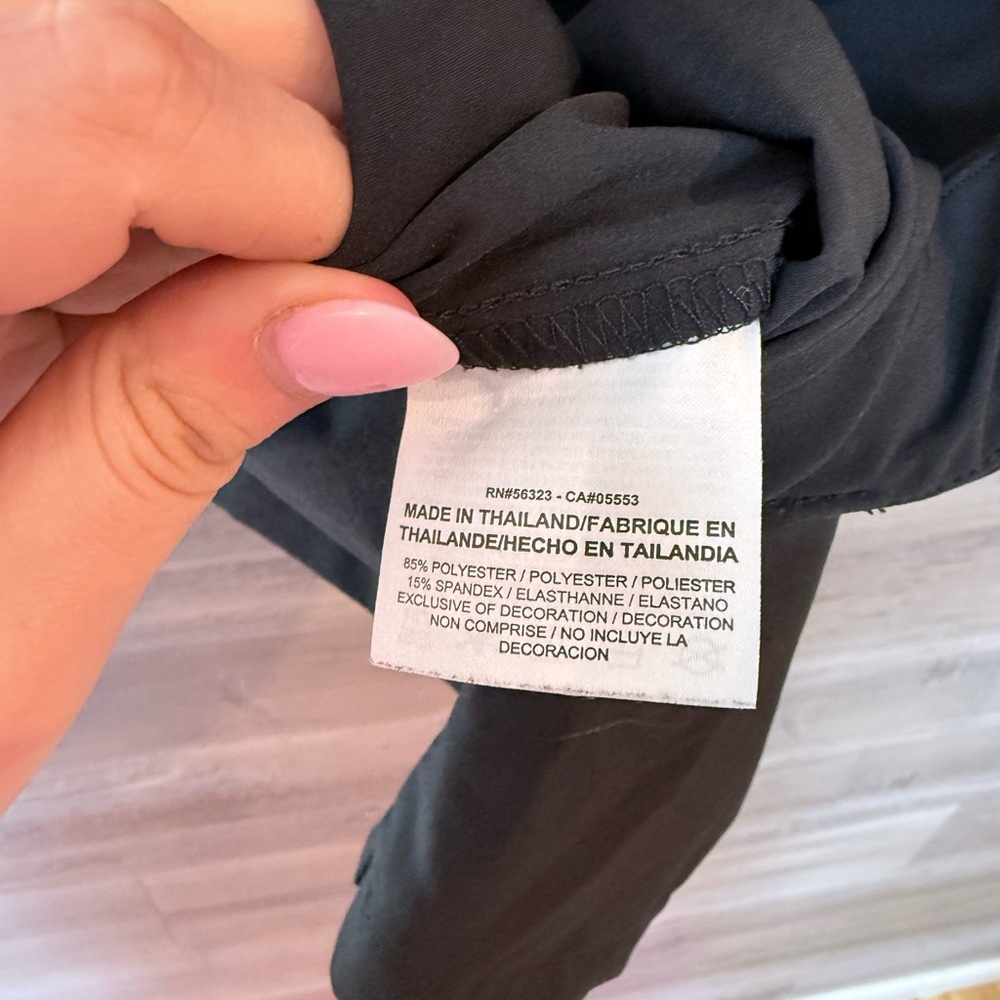 RN#56323 - CA#05553
MADE IN THAILAND/FABRIQUE EN
THAILANDE/HECHO EN TAILANDIA
85% POLYESTER / POLYESTER / POLIESTER
15% SPANDEX / ELASTHANNE / ELASTANO
EXCLUSIVE OF DECORATION / DECORATION
NON COMPRISE / NO INCLUYE LA
DECORACION